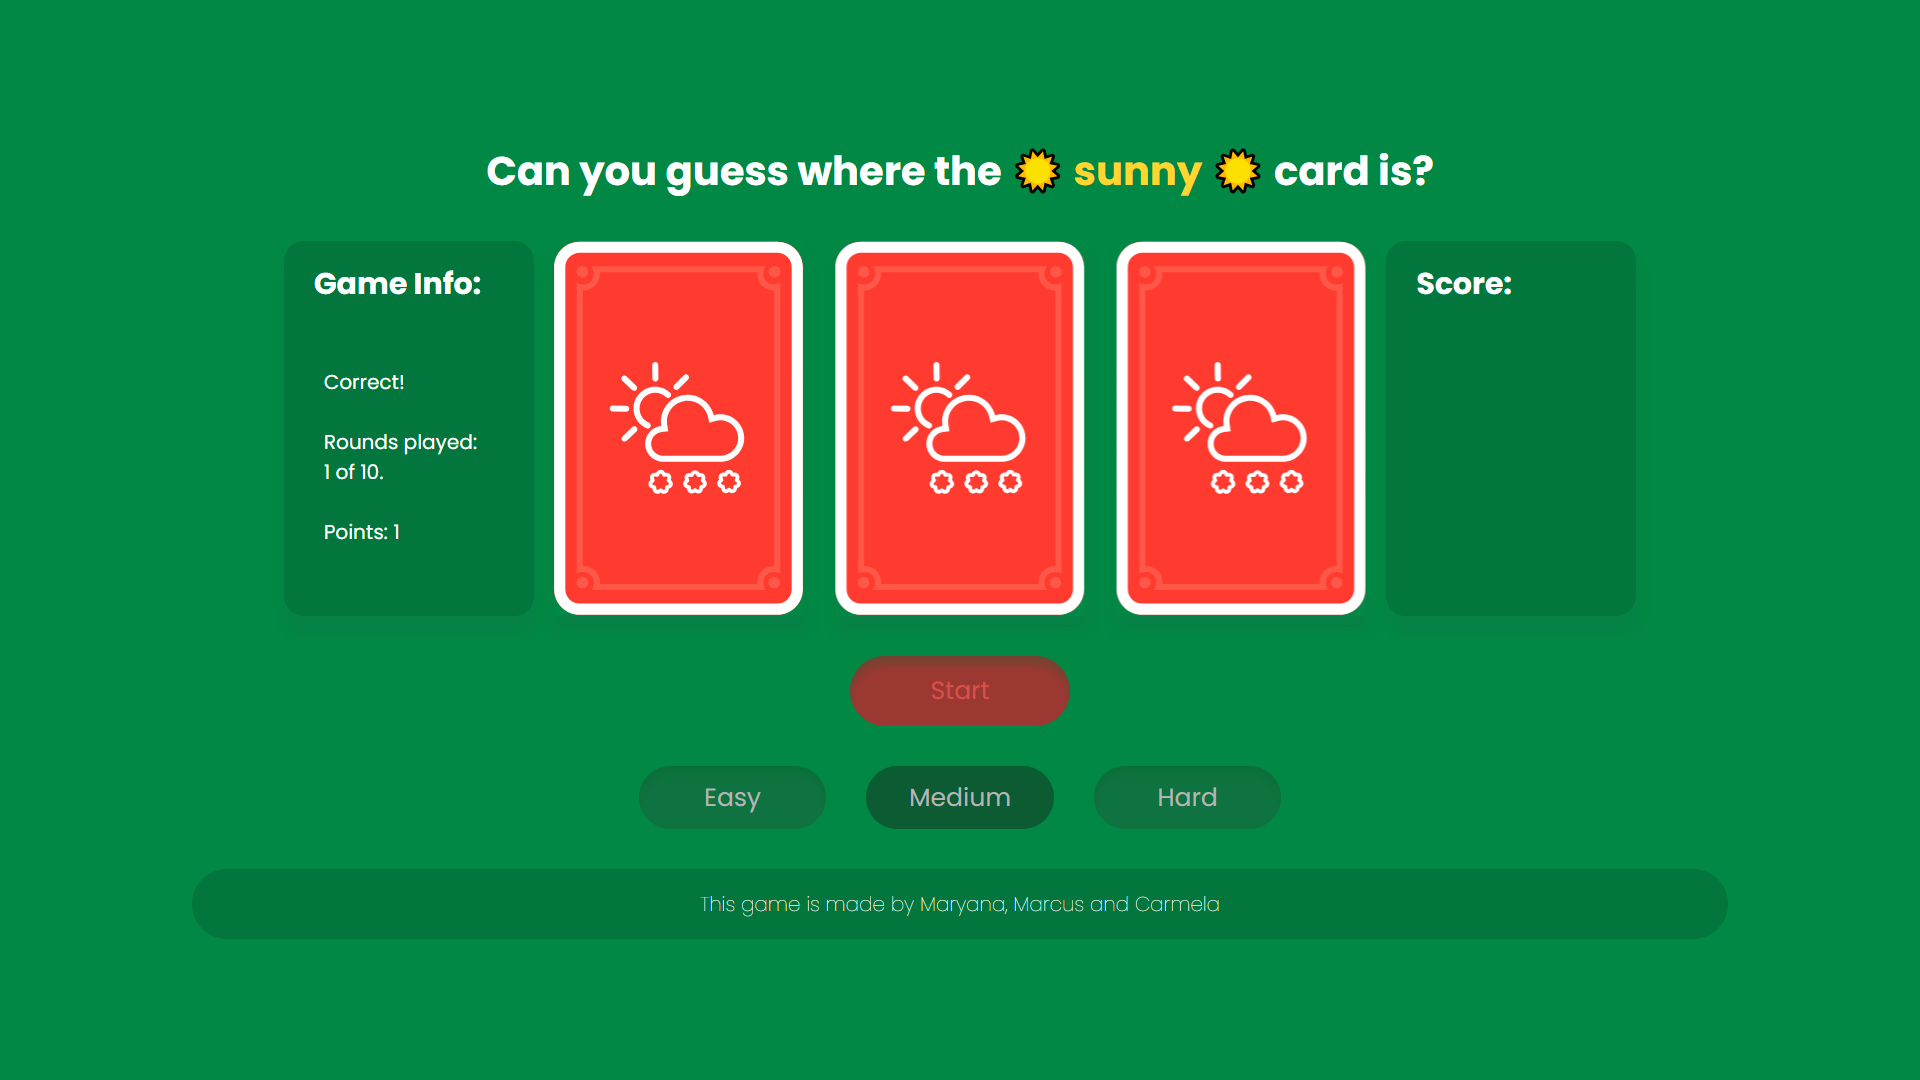 Can you guess where the sunny card is?
Game Info:
Correct!
Rounds played:
1 of 10.
Points: 1
Score:
Start
Easy
Medium
Hard
This game is made by Maryana, Marcus and Carmela